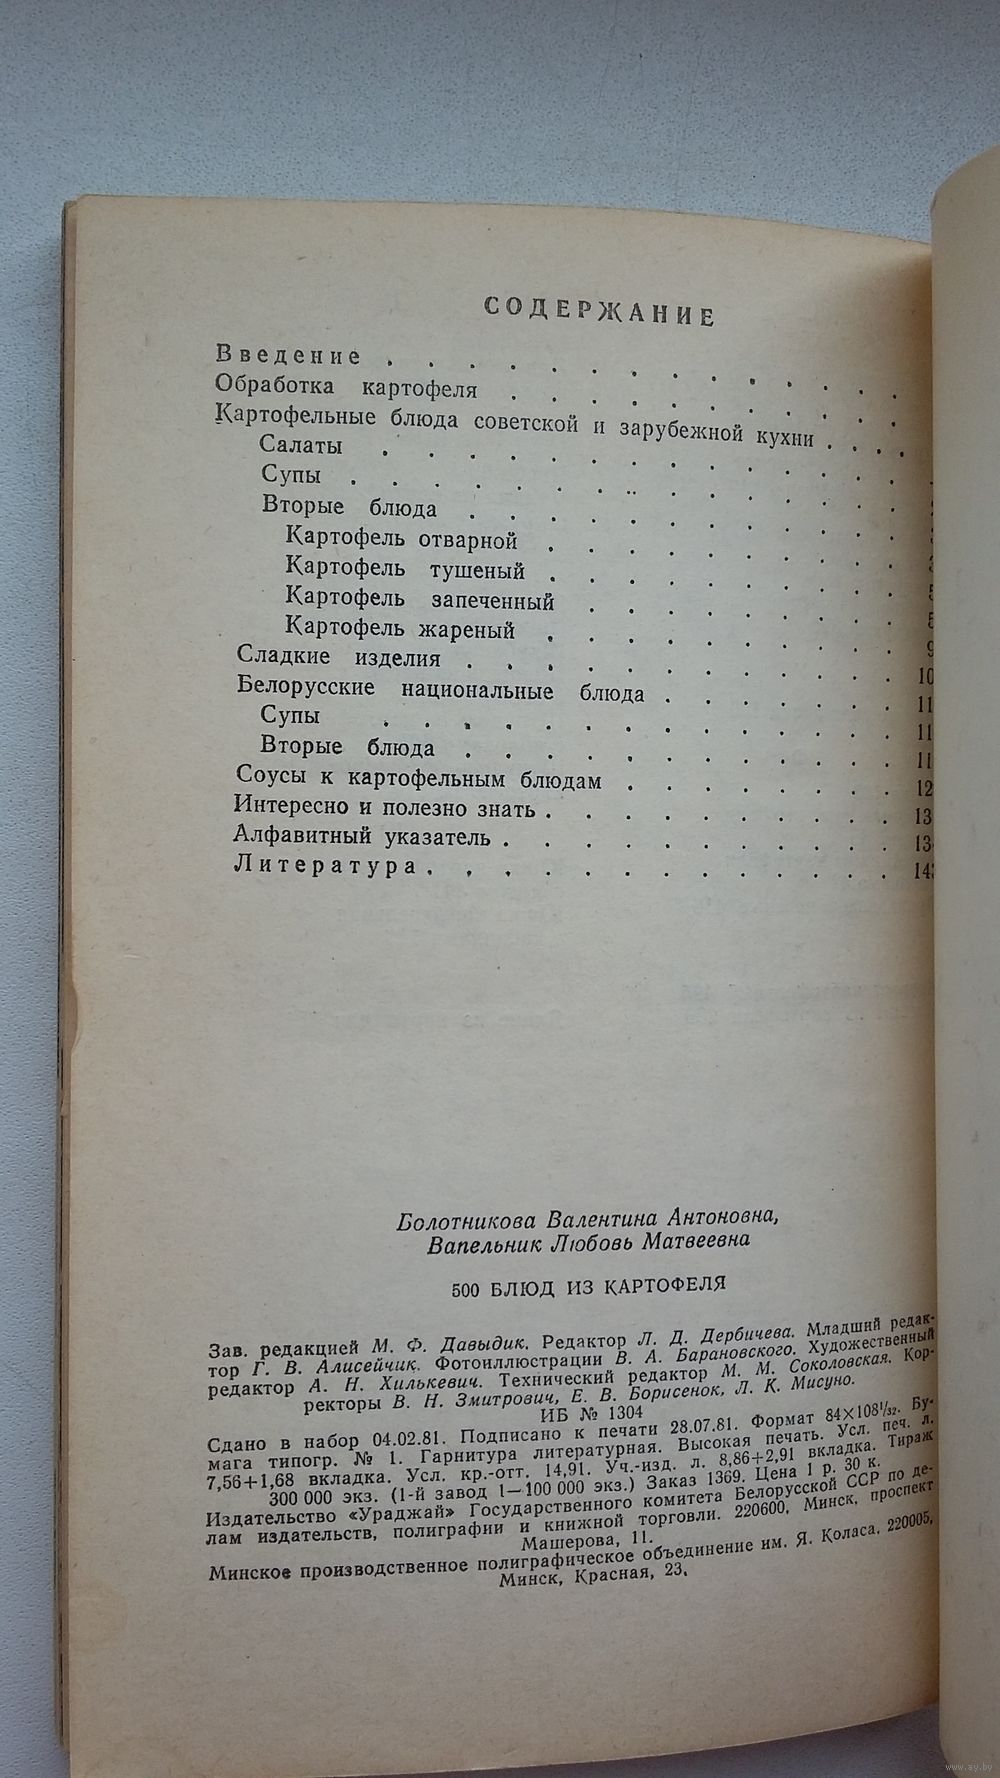 СОДЕРЖАНИЕ
Введение . . . . . . . . . . . .
Обработка картофеля . . . . . . . . . .
Картофельные блюда советской и зарубежной кухни . . . .
Салаты . . . . . . . . . . . .
Супы . . . . . . . . . . . . .
Вторые блюда . . . . . . . . . . .
Картофель отварной . . . . . . . . .
Картофель тушеный . . . . . . . . .
Картофель запеченный . . . . . . . .
Картофель жареный . . . . . . . . .
Сладкие изделия . . . . . . . . . . .
Белорусские национальные блюда . . . . . . .
Супы . . . . . . . . . . . . .
Вторые блюда . . . . . . . . . . .
Соусы к картофельным блюдам . . . . . . .
Интересно и полезно знать . . . . . . . . .
Алфавитный указатель . . . . . . . . . .
Литература . . . . . . . . . . . .
Болотникова Валентина Антоновна,
Вапельник Любовь Матвеевна
500 БЛЮД ИЗ КАРТОФЕЛЯ
Зав. редакцией М. Ф. Давыдик. Редактор Л. Д. Дербичева. Младший редак-
тор Г. В. Алисейчик. Фотоиллюстрации В. А. Барановского. Художественный
редактор А. Н. Хилькевич. Технический редактор М. М. Соколовская. Кор-
ректоры В. Н. Змитрович, Е. В. Борисенок, Л. К. Мисуно.
ИБ № 1304
Сдано в набор 04.02.81. Подписано к печати 28.07.81. Формат 84×108¹/₃₂. Бу-
мага типогр. № 1. Гарнитура литературная. Высокая печать. Усл. печ. л.
7,56+1,68 вкладка. Усл. кр.-отт. 14,91. Уч.-изд. л. 8,86+2,91 вкладка. Тираж
300 000 экз. (1-й завод 1—100 000 экз.) Заказ 1369. Цена 1 р. 30 к.
Издательство «Ураджай» Государственного комитета Белорусской ССР по де-
лам издательств, полиграфии и книжной торговли. 220600, Минск, проспект
Машерова, 11.
Минское производственное полиграфическое объединение им. Я. Коласа. 220005,
Минск, Красная, 23.
www.ay.by